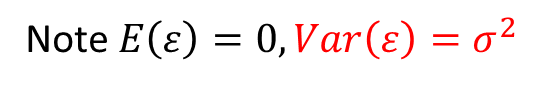 Note E(ε) = 0, Var(ε) = σ²